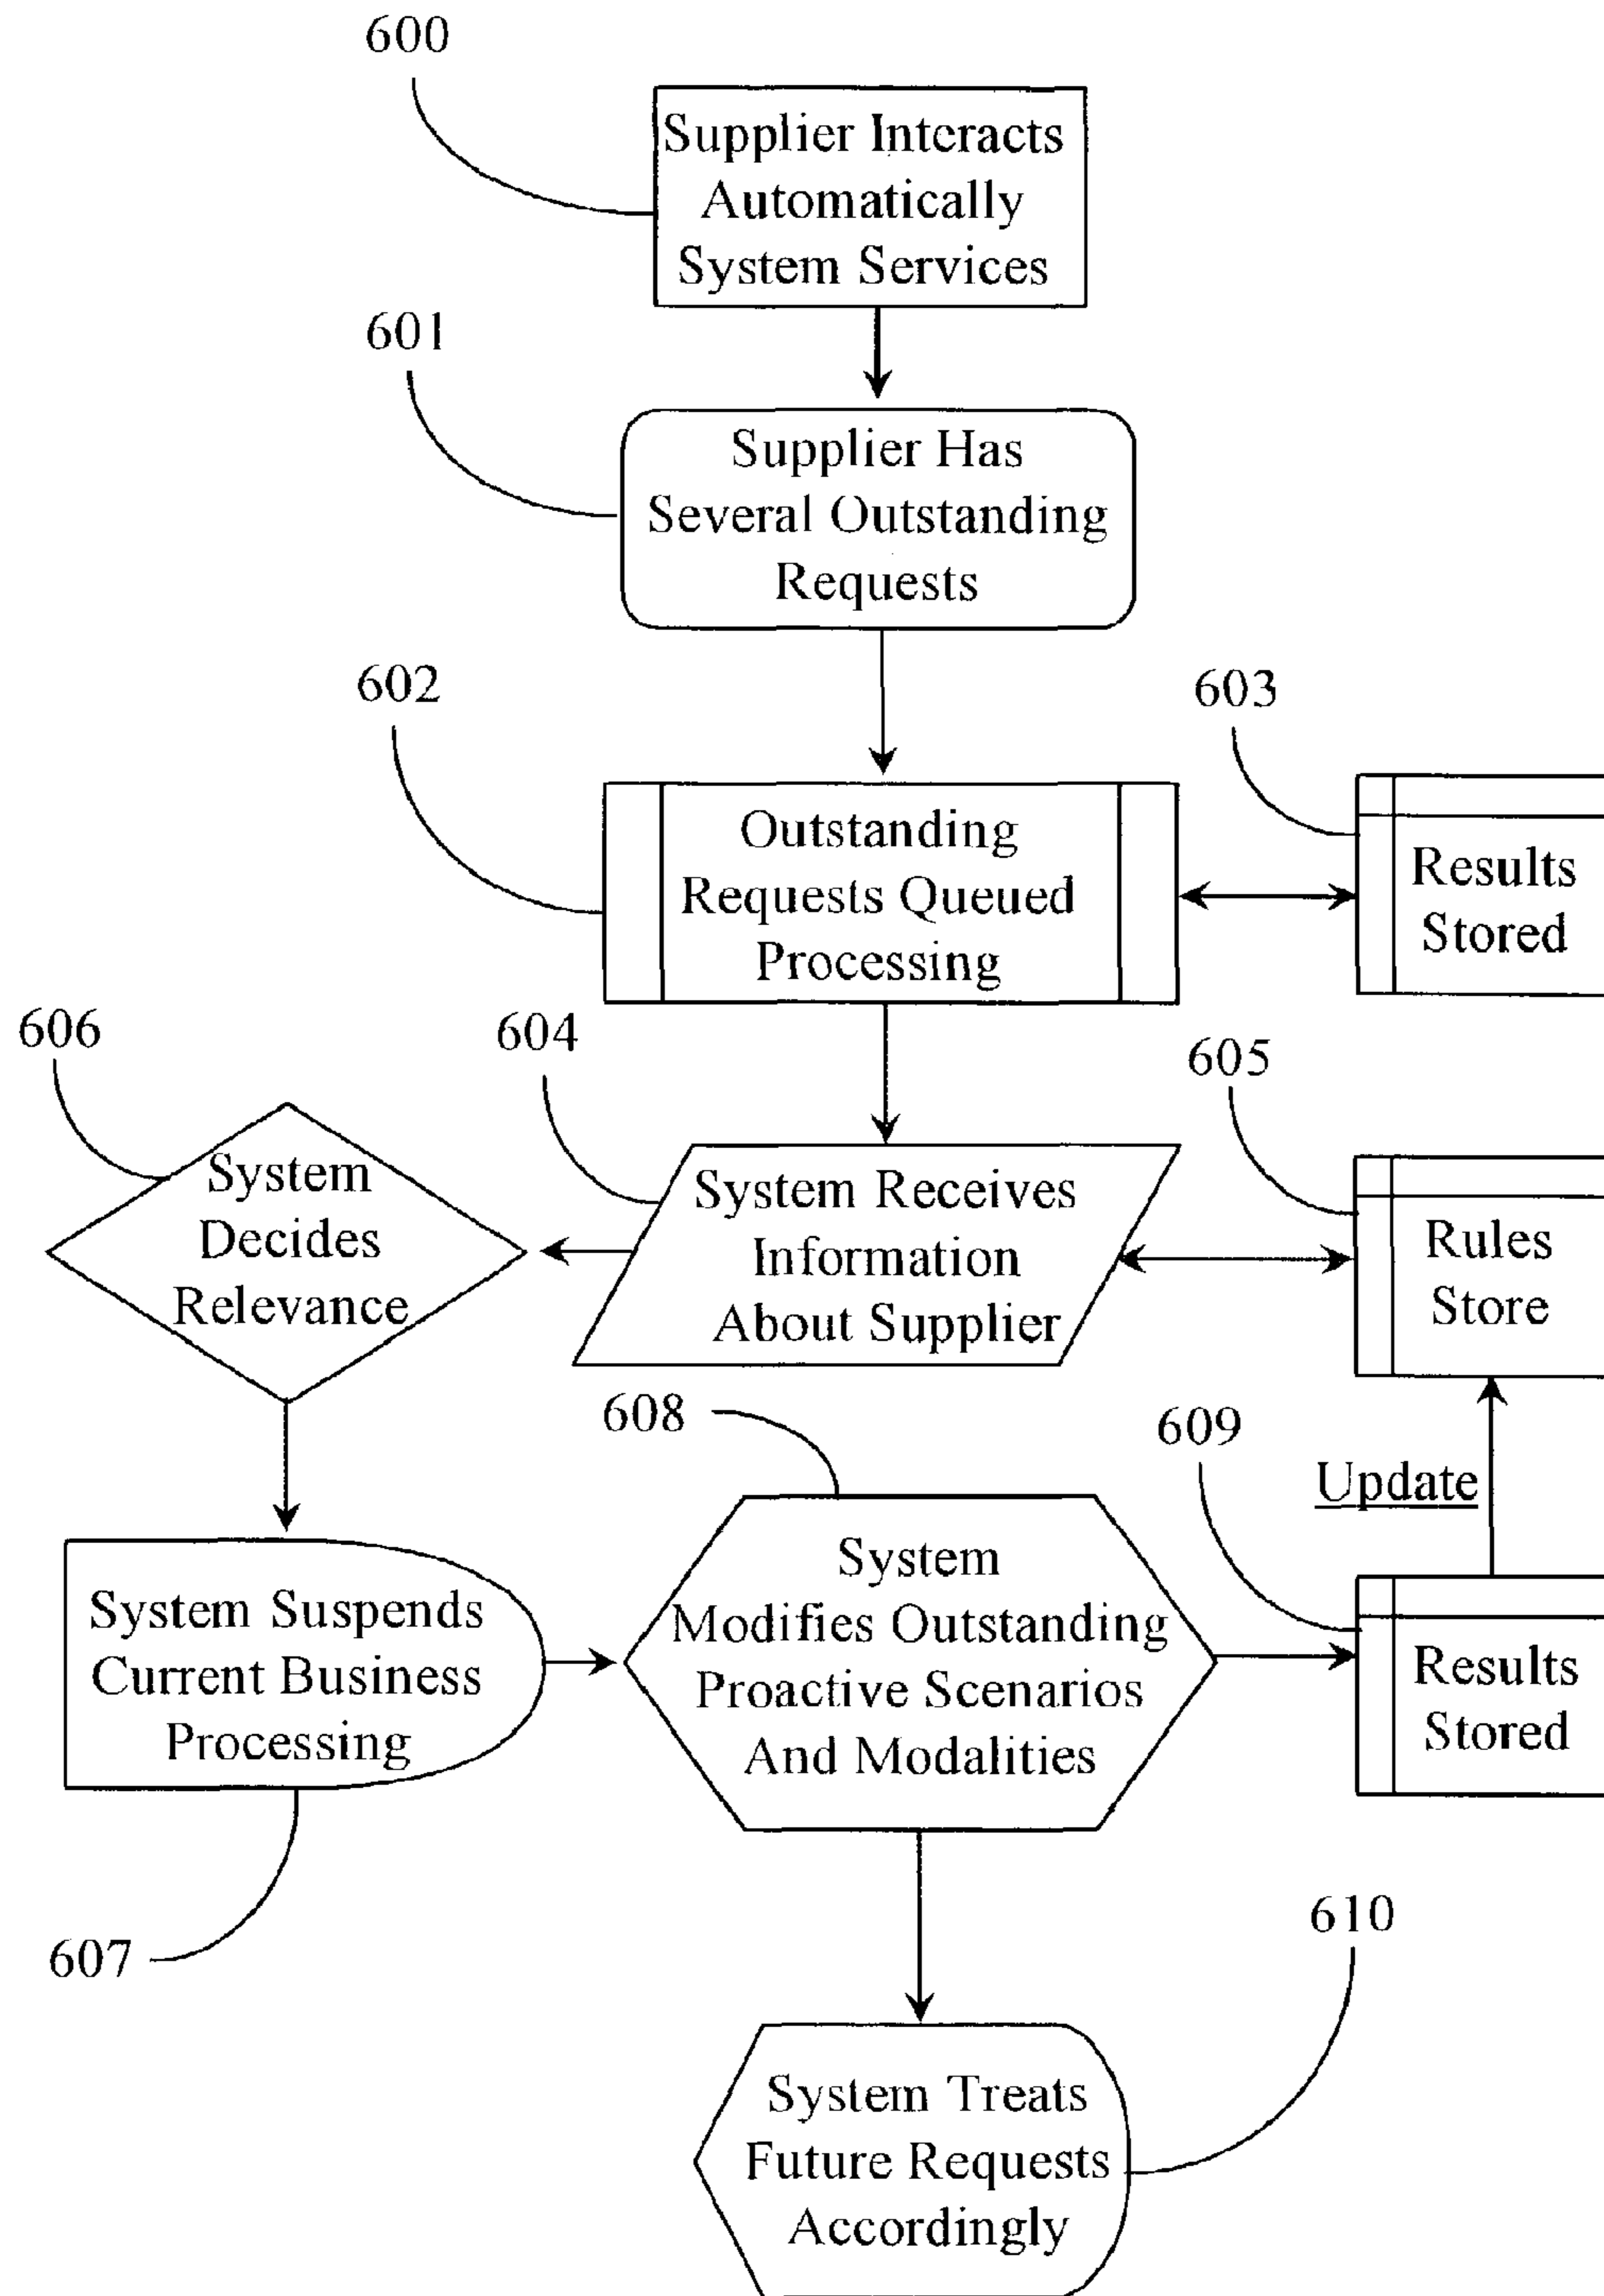 600
Supplier Interacts
Automatically
System Services
601
Supplier Has
Several Outstanding
Requests
602
Outstanding
Requests Queued
Processing
603
Results
Stored
604
System Receives
Information
About Supplier
605
Rules
Store
606
System
Decides
Relevance
607
System Suspends
Current Business
Processing
608
System
Modifies Outstanding
Proactive Scenarios
And Modalities
609
Results
Stored
Update
610
System Treats
Future Requests
Accordingly